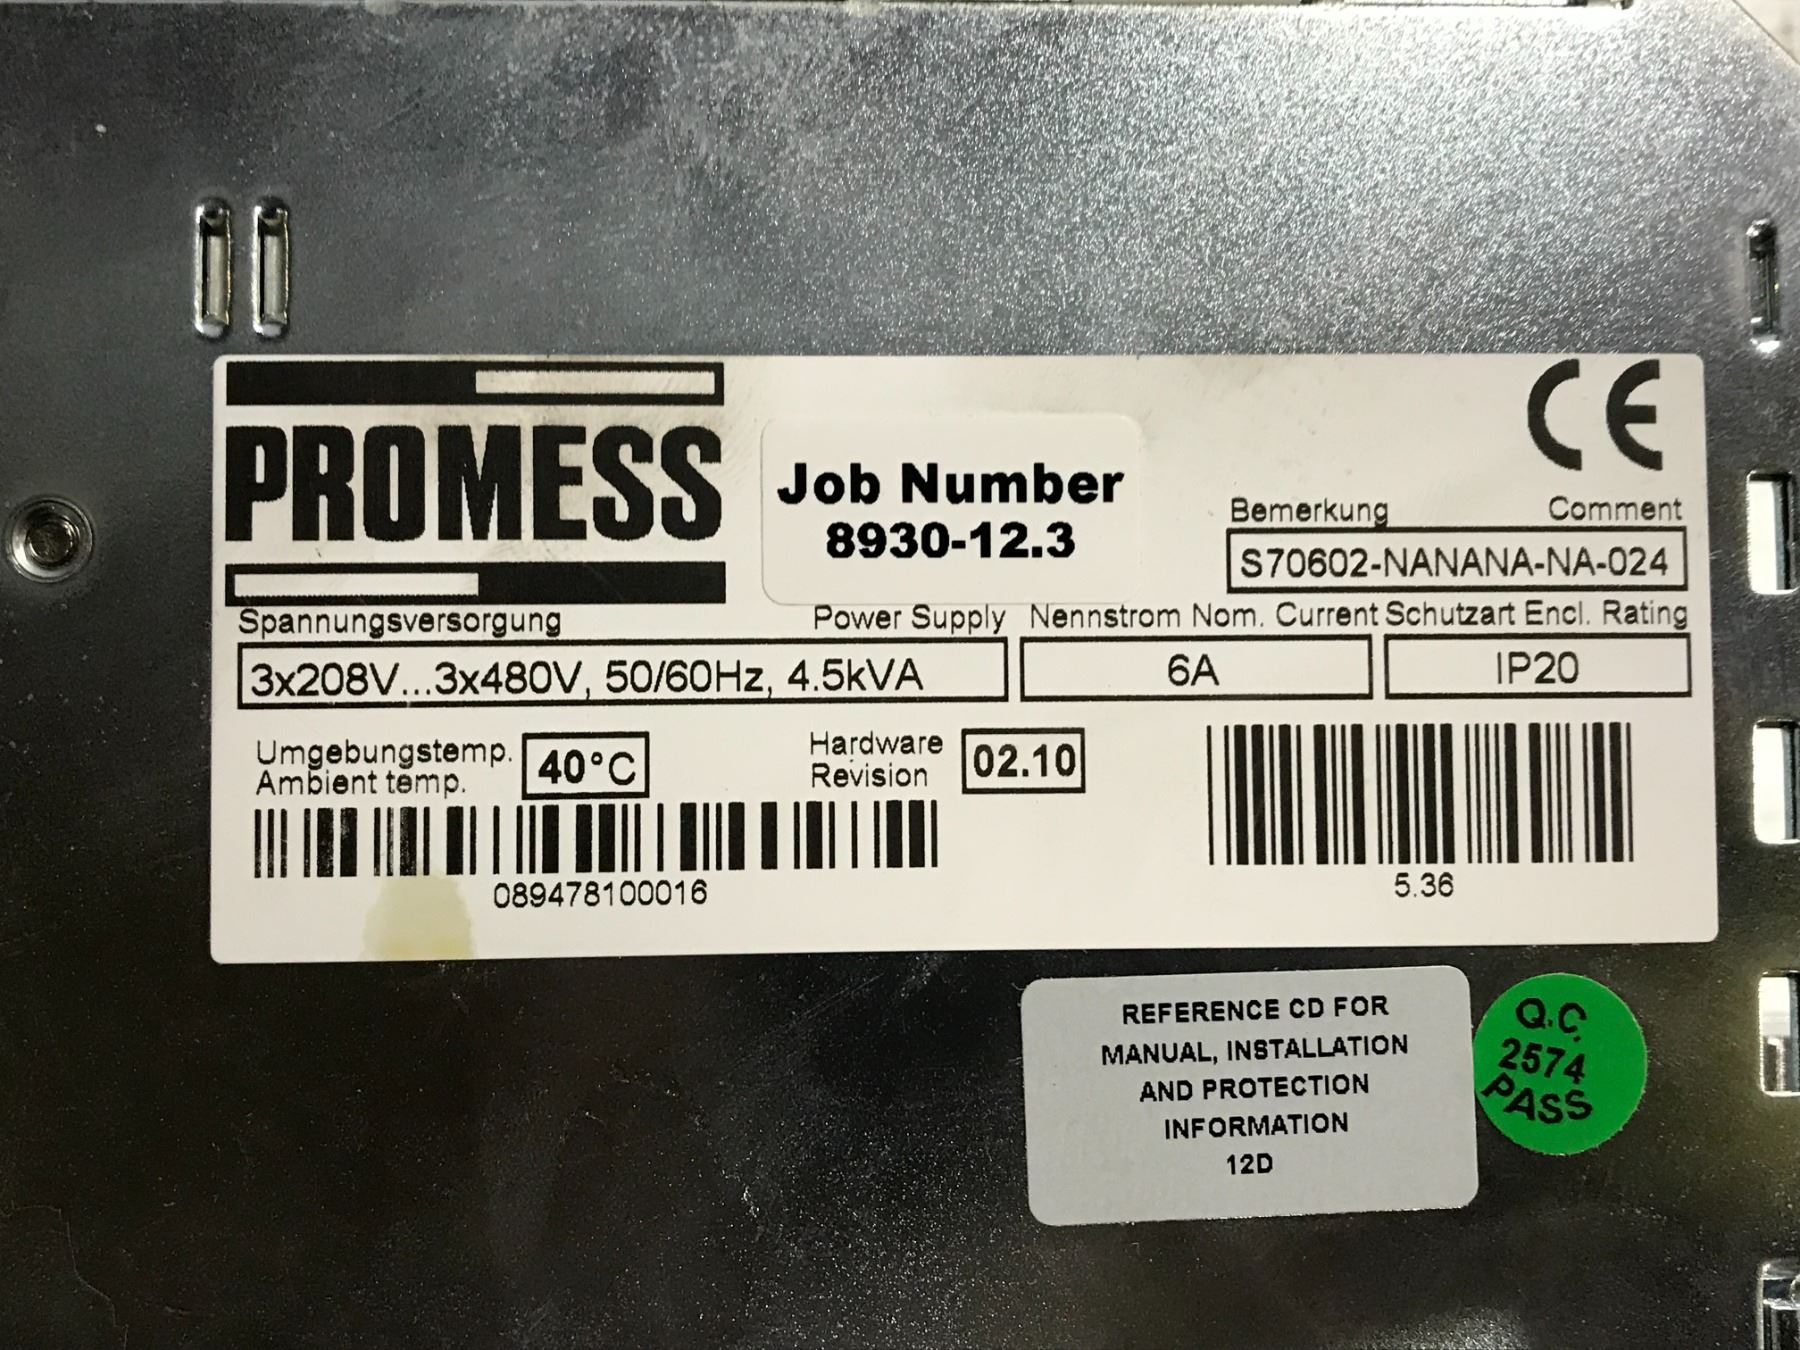 PROMESS
Job Number
8930-12.3
CE
Bemerkung Comment
S70602-NANANA-NA-024
Spannungsversorgung Power Supply Nennstrom Nom. Current Schutzart Encl. Rating
3x208V...3x480V, 50/60Hz, 4.5kVA 6A IP20
Umgebungstemp.
Ambient temp.
40°C
Hardware
Revision
02.10
089478100016
5.36
REFERENCE CD FOR
MANUAL, INSTALLATION
AND PROTECTION
INFORMATION
12D
Q.C.
2574
PASS